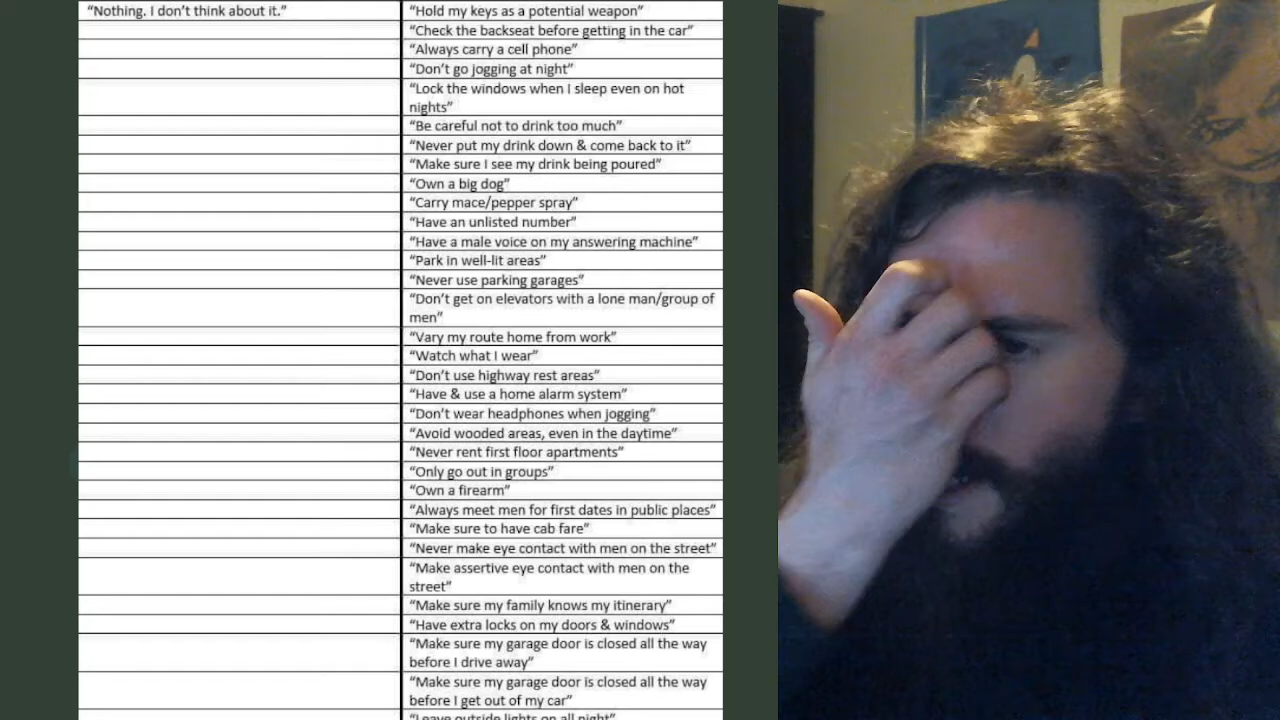 “Nothing. I don’t think about it.”
“Hold my keys as a potential weapon”
“Check the backseat before getting in the car”
“Always carry a cell phone”
“Don’t go jogging at night”
“Lock the windows when I sleep even on hot
nights”
“Be careful not to drink too much”
“Never put my drink down & come back to it”
“Make sure I see my drink being poured”
“Own a big dog”
“Carry mace/pepper spray”
“Have an unlisted number”
“Have a male voice on my answering machine”
“Park in well-lit areas”
“Never use parking garages”
“Don’t get on elevators with a lone man/group of
men”
“Vary my route home from work”
“Watch what I wear”
“Don’t use highway rest areas”
“Have & use a home alarm system”
“Don’t wear headphones when jogging”
“Avoid wooded areas, even in the daytime”
“Never rent first floor apartments”
“Only go out in groups”
“Own a firearm”
“Always meet men for first dates in public places”
“Make sure to have cab fare”
“Never make eye contact with men on the street”
“Make assertive eye contact with men on the
street”
“Make sure my family knows my itinerary”
“Have extra locks on my doors & windows”
“Make sure my garage door is closed all the way
before I drive away”
“Make sure my garage door is closed all the way
before I get out of my car”
“Leave outside lights on all night”